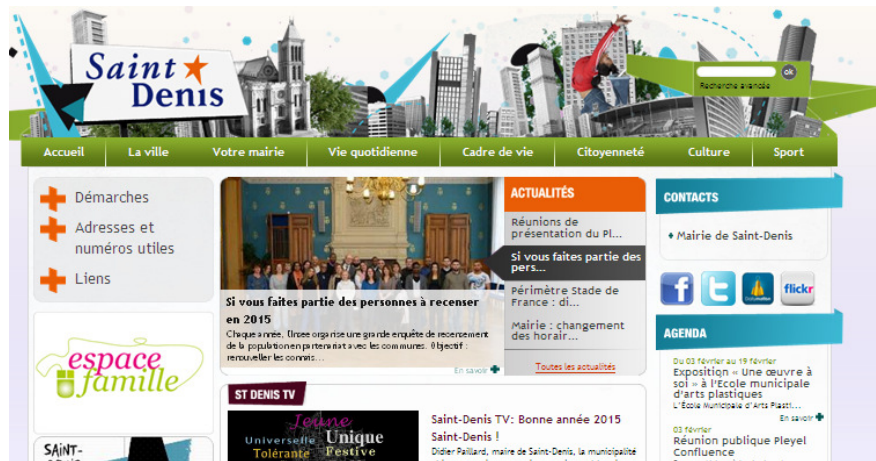 Saint
Denis
ok
Recherche avancée
Accueil
La ville
Votre mairie
Vie quotidienne
Cadre de vie
Citoyenneté
Culture
Sport
Démarches
Adresses et
numéros utiles
Liens
espace
famille
SAINT-
Si vous faites partie des personnes à recenser
en 2015
Chaque année, l'Insee organise une grande enquête de recensement
de la population en partenariat avec les communes. Objectif :
renouveller les connais...
En savoir
ACTUALITÉS
Réunions de
présentation du Pl...
Si vous faites partie des
pers...
Périmètre Stade de
France : di...
Mairie : changement
des horair...
Toutes les actualités
ST DENIS TV
Jeune
Universelle Unique
Tolérante Festive
Saint-Denis TV: Bonne année 2015
Saint-Denis !
Didier Paillard, maire de Saint-Denis, la municipalité
CONTACTS
Mairie de Saint-Denis
f
t
flickr
AGENDA
Du 03 février au 19 février
Exposition « Une œuvre à
soi » à l'Ecole municipale
d'arts plastiques
L'École Municipale d'Arts Plasti...
En savoir
03 février
Réunion publique Pleyel
Confluence